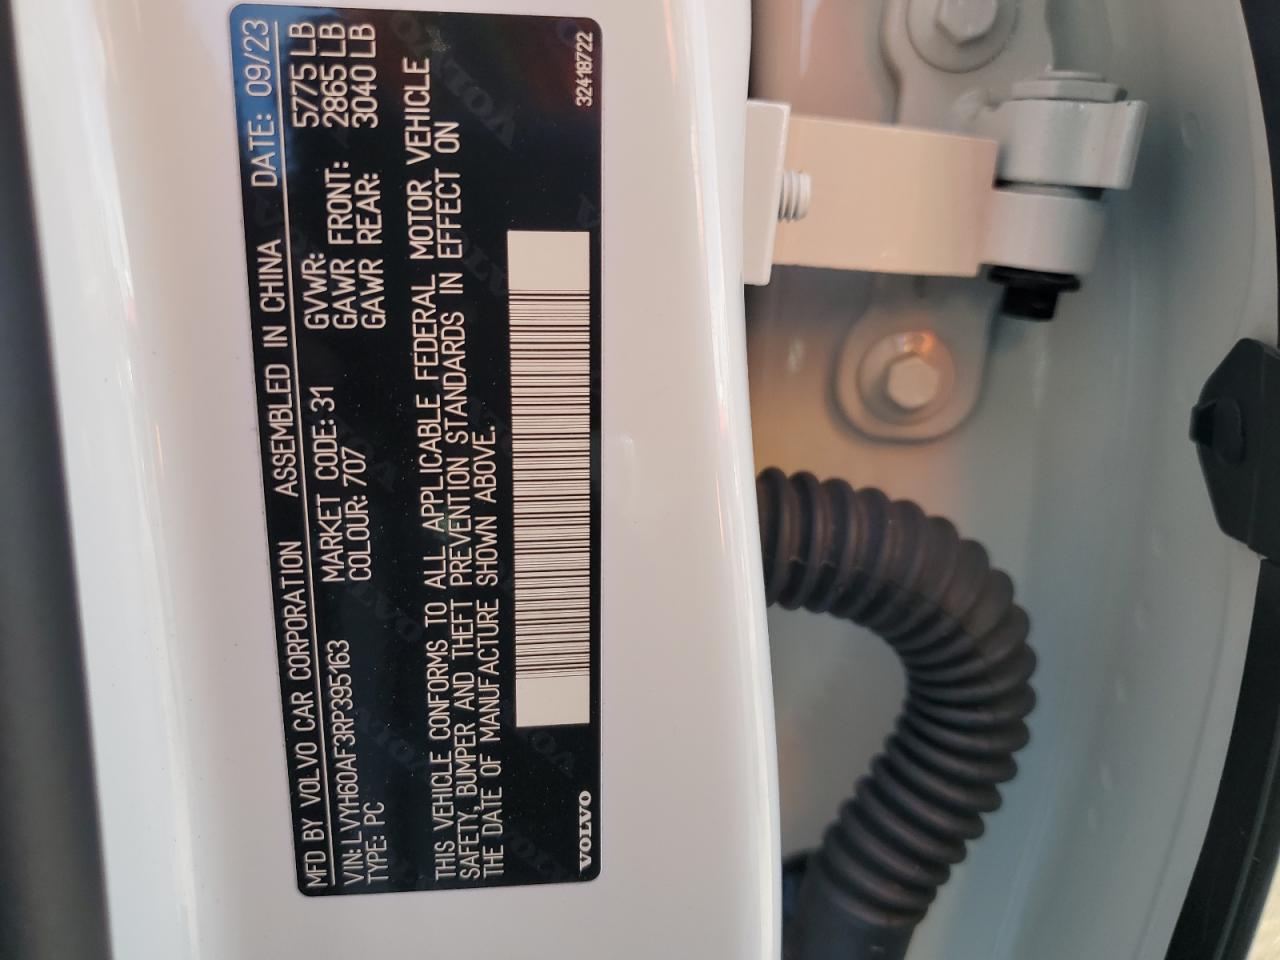 MFD BY VOLVO CAR CORPORATION ASSEMBLED IN CHINA DATE: 09/23
VIN: LVYH60AF3RP395163 MARKET CODE: 31 GVWR: 5775 LB
TYPE: PC COLOUR: 707 GAWR FRONT: 2865 LB
GAWR REAR: 3040 LB
THIS VEHICLE CONFORMS TO ALL APPLICABLE FEDERAL MOTOR VEHICLE
SAFETY, BUMPER AND THEFT PREVENTION STANDARDS IN EFFECT ON
THE DATE OF MANUFACTURE SHOWN ABOVE.
VOLVO 32418722